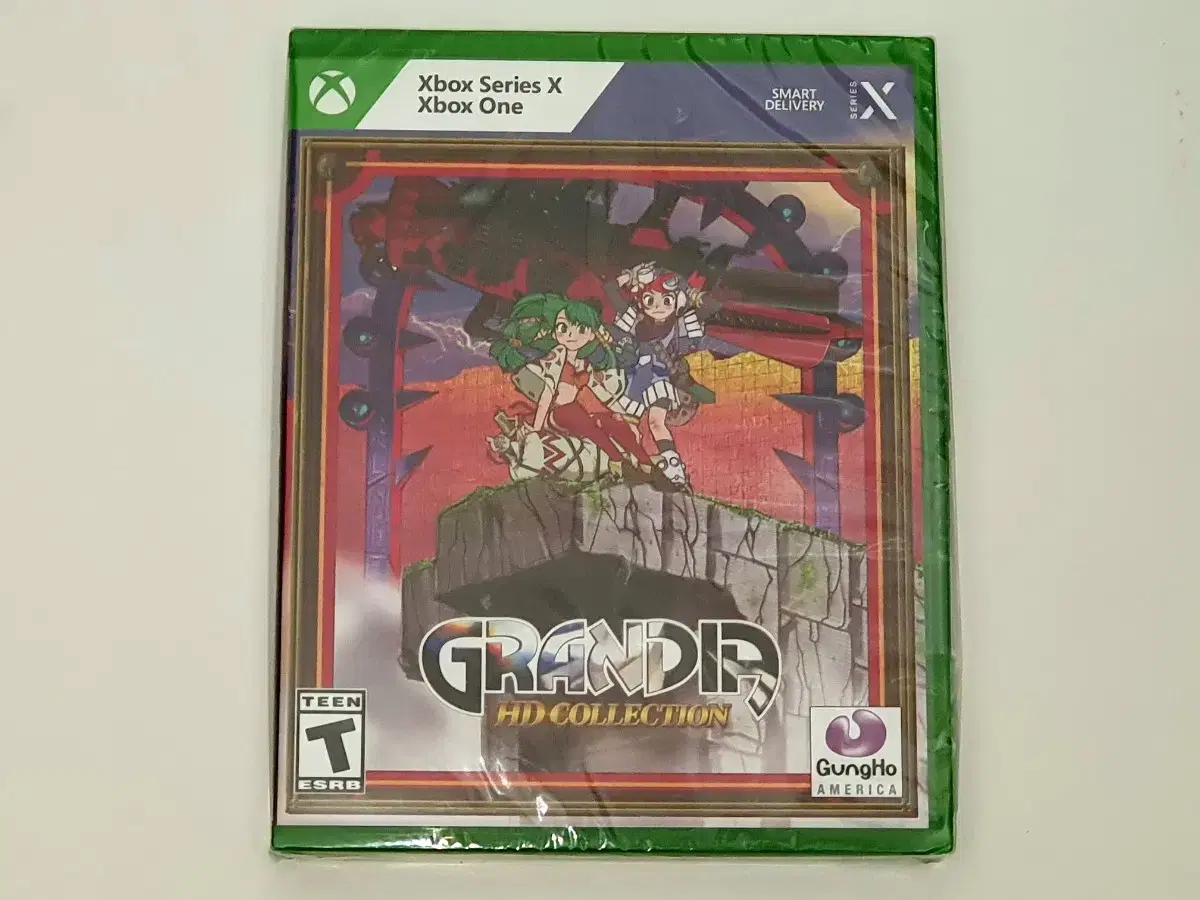 Xbox Series X
Xbox One
SMART
DELIVERY
SERIES
X
GRANDIA
HD COLLECTION
TEEN
T
ESRB
GungHo
AMERICA